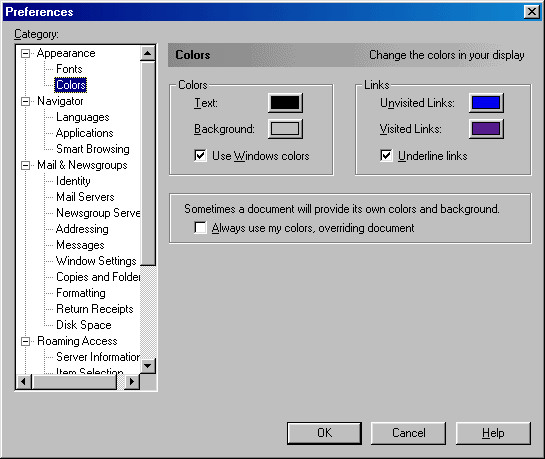 Preferences
Category:
Appearance
Fonts
Colors
Navigator
Languages
Applications
Smart Browsing
Mail & Newsgroups
Identity
Mail Servers
Newsgroup Serve
Addressing
Messages
Window Settings
Copies and Folder
Formatting
Return Receipts
Disk Space
Roaming Access
Server Information
Item Selection
Colors Change the colors in your display
Colors
Text:
Background:
Use Windows colors
Links
Unvisited Links:
Visited Links:
Underline links
Sometimes a document will provide its own colors and background.
Always use my colors, overriding document
OK Cancel Help